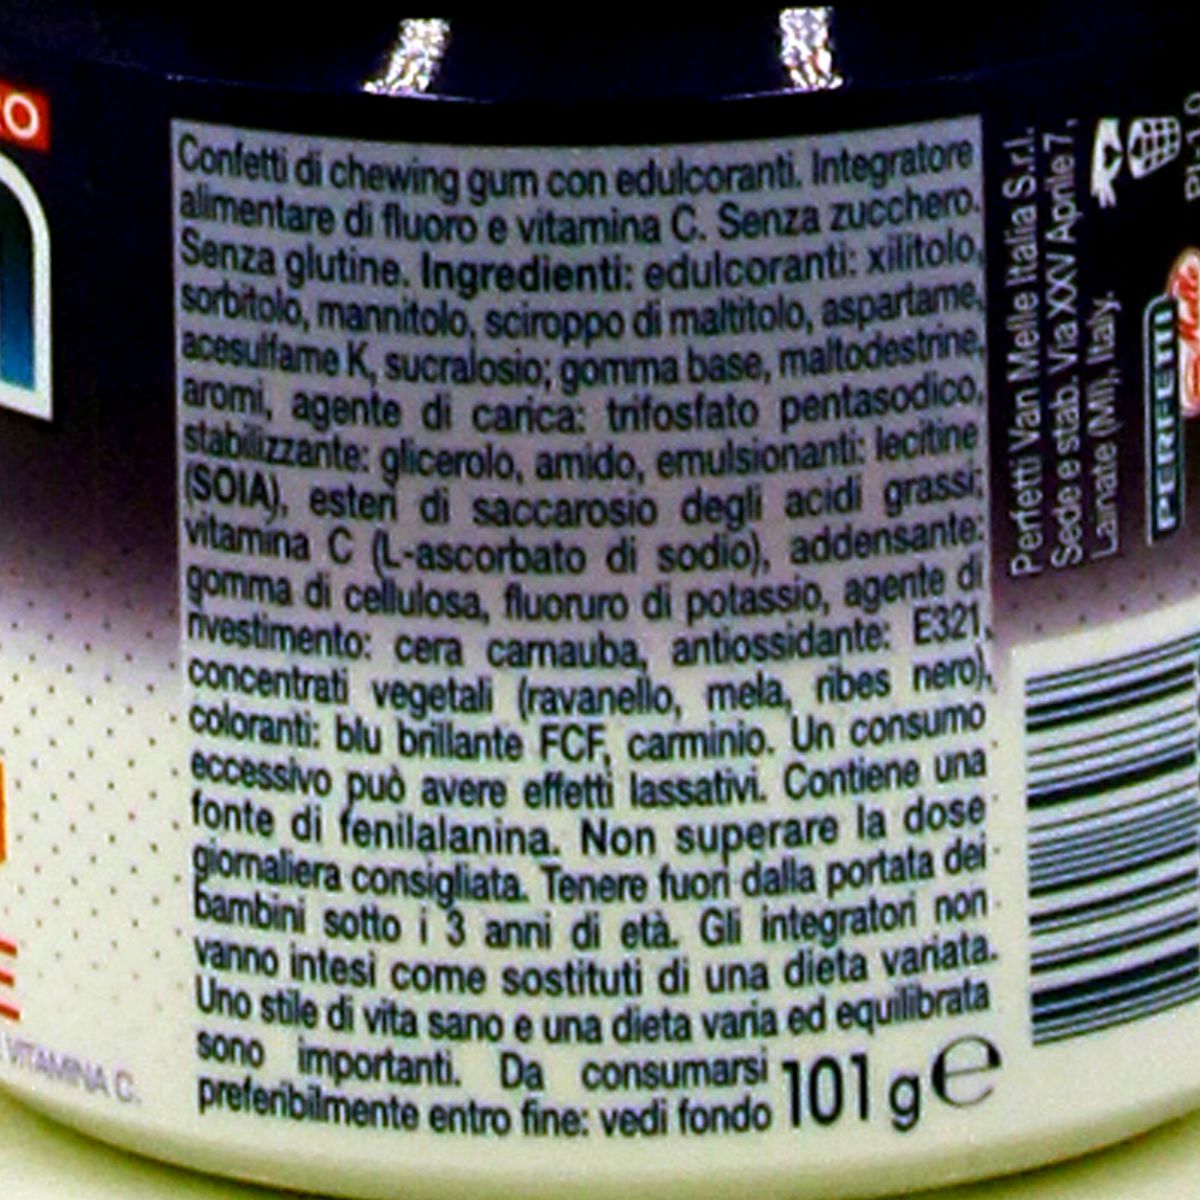 Confetti di chewing gum con edulcoranti. Integratore
alimentare di fluoro e vitamina C. Senza zucchero.
Senza glutine. Ingredienti: edulcoranti: xilitolo,
sorbitolo, mannitolo, sciroppo di maltitolo, aspartame,
acesulfame K, sucralosio; gomma base, maltodestrine,
aromi, agente di carica: trifosfato pentasodico,
stabilizzante: glicerolo, amido, emulsionanti: lecitine
(SOIA), esteri di saccarosio degli acidi grassi;
vitamina C (L-ascorbato di sodio), addensante:
gomma di cellulosa, fluoruro di potassio, agente di
rivestimento: cera carnauba, antiossidante: E321,
concentrati vegetali (ravanello, mela, ribes nero),
coloranti: blu brillante FCF, carminio. Un consumo
eccessivo può avere effetti lassativi. Contiene una
fonte di fenilalanina. Non superare la dose
giornaliera consigliata. Tenere fuori dalla portata dei
bambini sotto i 3 anni di età. Gli integratori non
vanno intesi come sostituti di una dieta variata.
Uno stile di vita sano e una dieta varia ed equilibrata
sono importanti. Da consumarsi
preferibilmente entro fine: vedi fondo 101 g e
Perfetti Van Melle Italia S.r.l.
Sede e stab. Via XXV Aprile 7,
Lainate (MI), Italy.
PERFETTI
VITAMINA C.